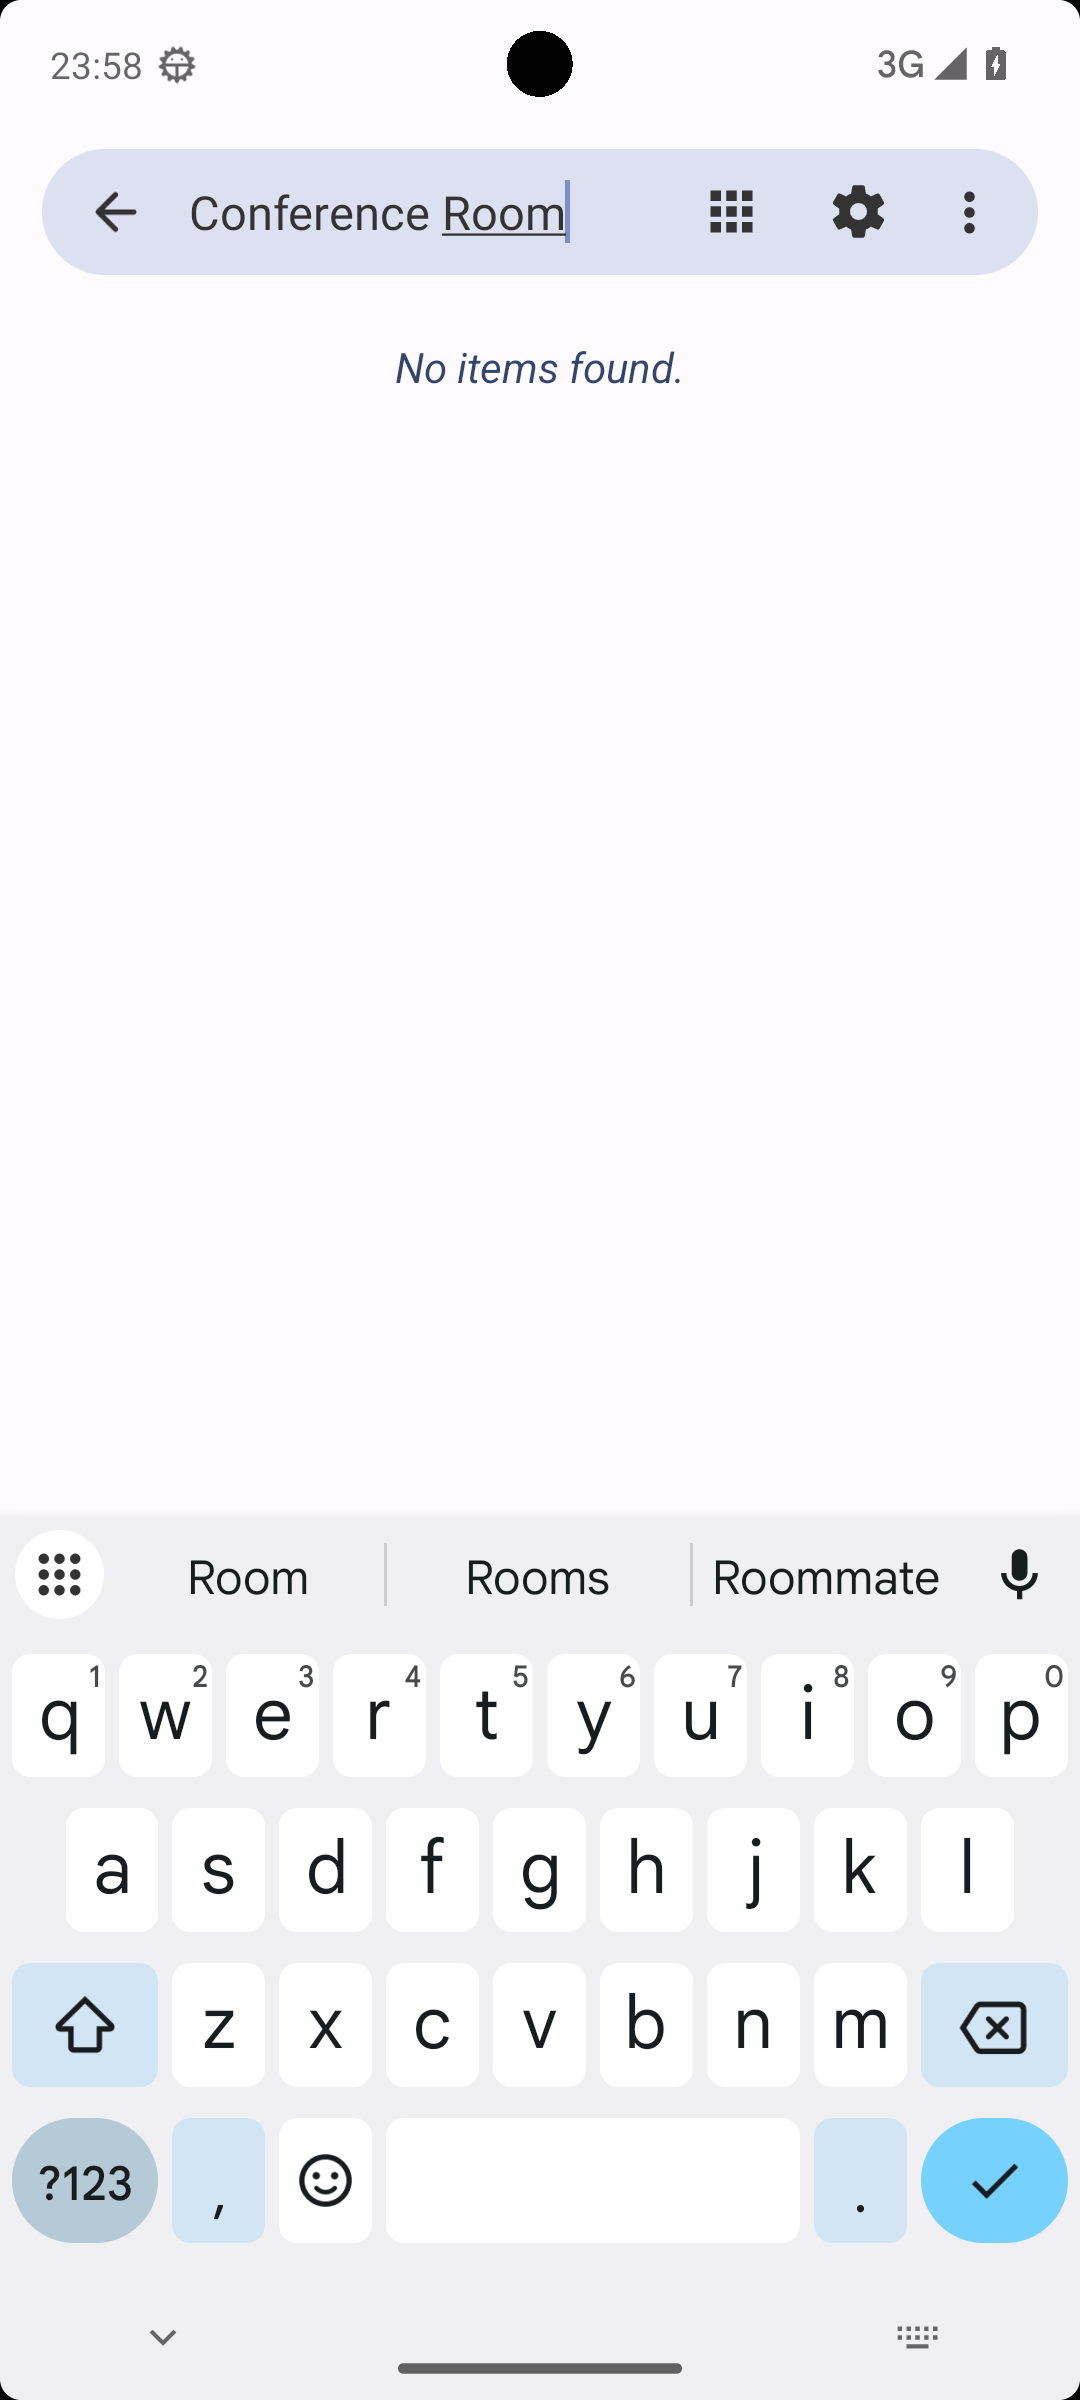 23:58
3G
Conference Room
No items found.
Room
Rooms
Roommate
q 1 w 2 e 3 r 4 t 5 y 6 u 7 i 8 o 9 p 0
a s d f g h j k l
z x c v b n m
?123 , .